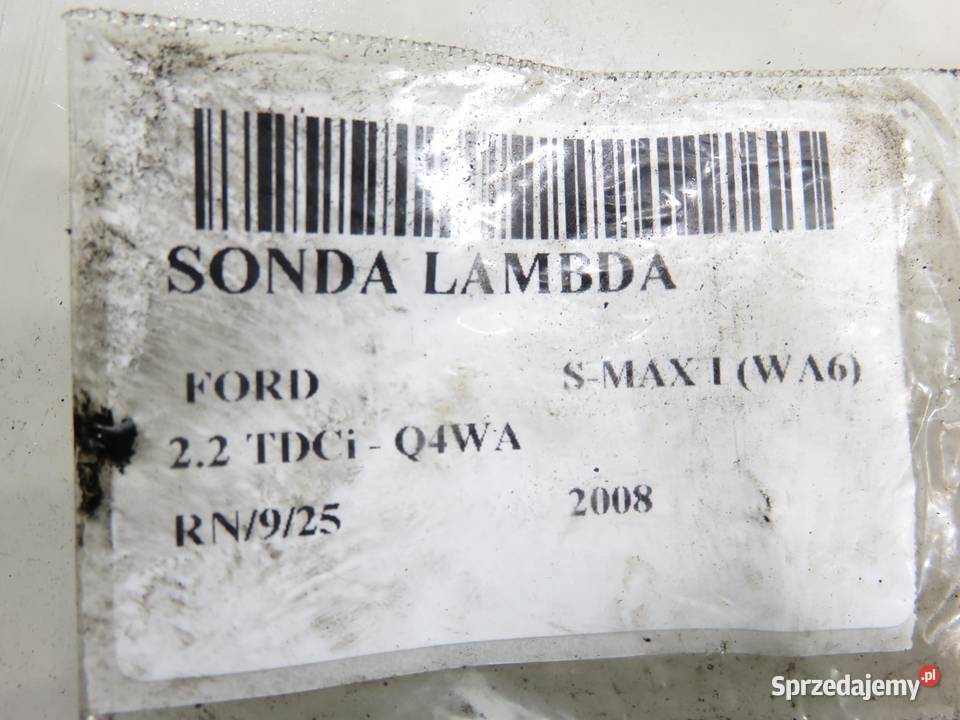 SONDA LAMBDA
FORD S-MAX I (WA6)
2.2 TDCi - Q4WA
RN/9/25 2008
Sprzedajemy.pl